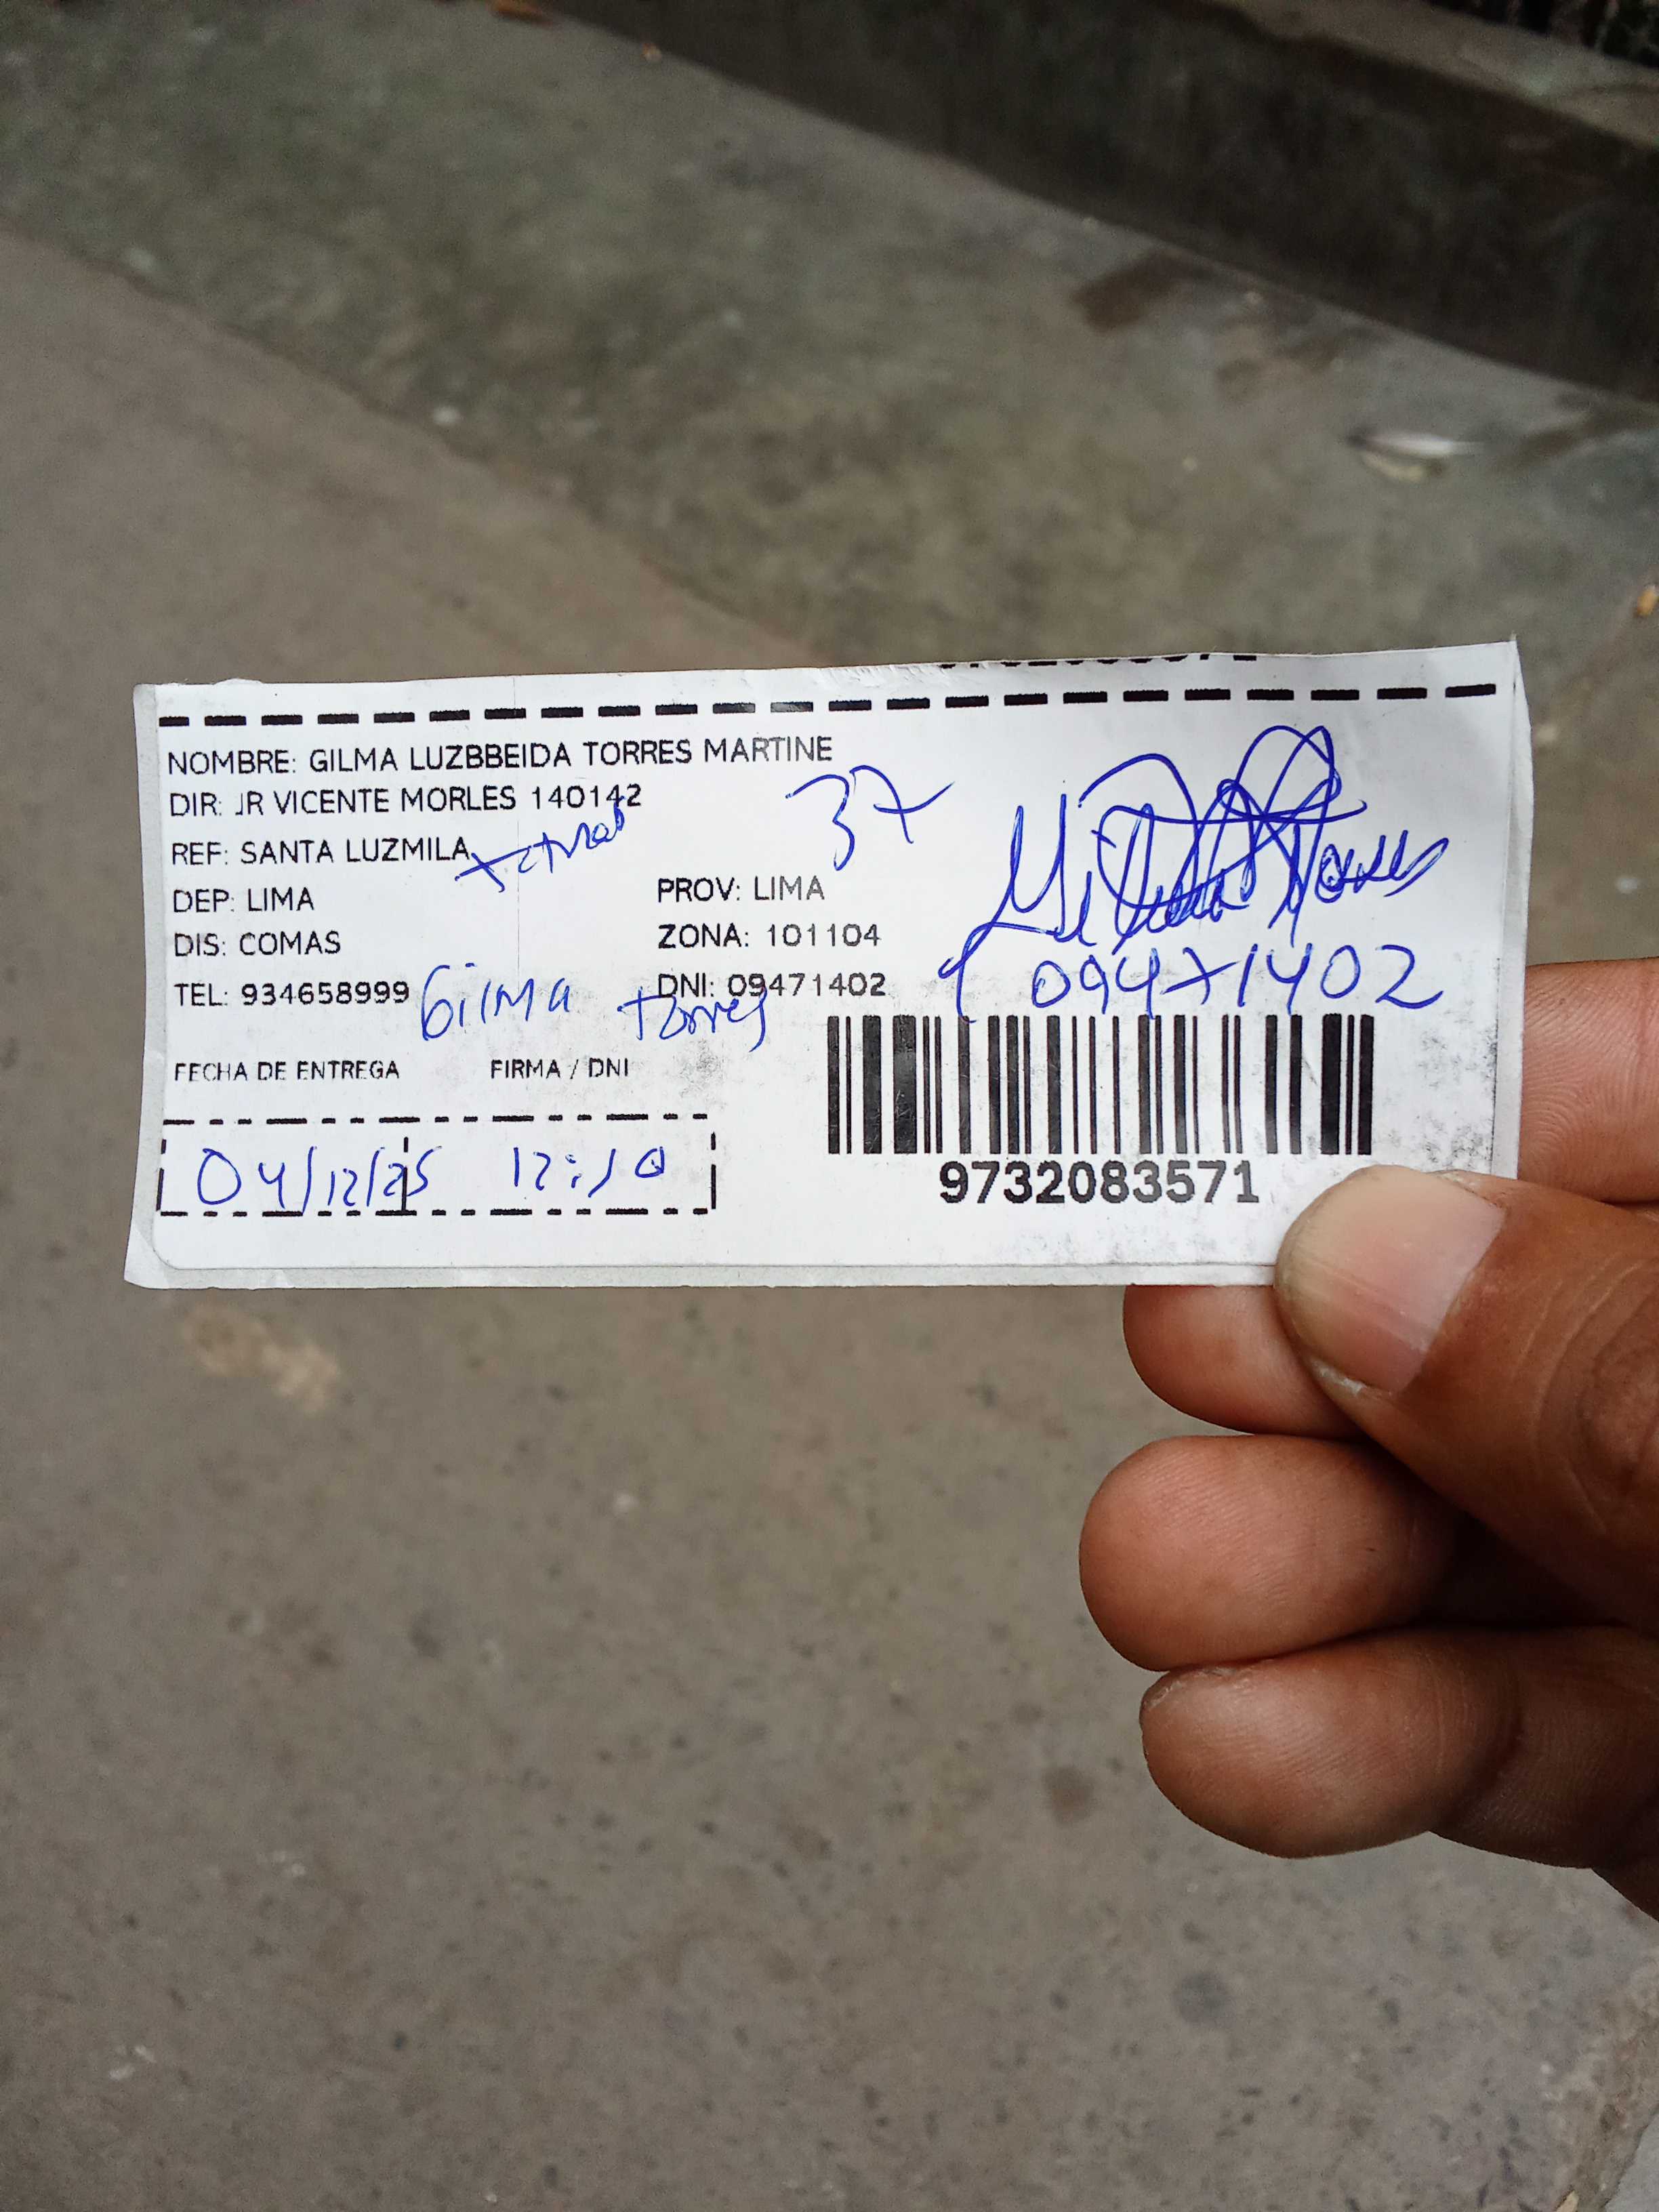 NOMBRE: GILMA LUZBBEIDA TORRES MARTINE
DIR: JR VICENTE MORLES 140142
37
REF: SANTA LUZMILA
DEP: LIMA PROV: LIMA
DIS: COMAS ZONA: 101104
TEL: 934658999 DNI: 09471402
Gilma Torres
09471402
FECHA DE ENTREGA FIRMA / DNI
04/12/25 12:10
9732083571